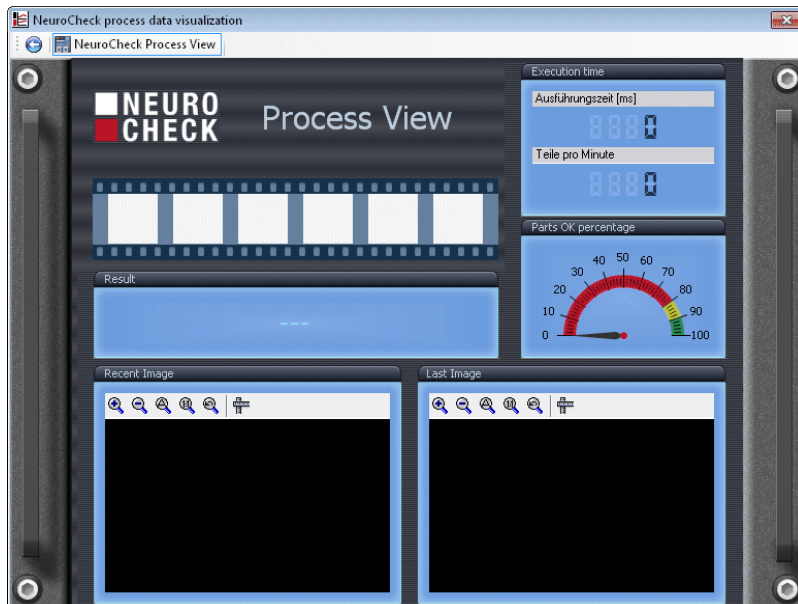 NeuroCheck process data visualization
NeuroCheck Process View
NEURO
CHECK
Process View
Execution time
Ausführungszeit [ms]
0
Teile pro Minute
0
Parts OK percentage
0 10 20 30 40 50 60 70 80 90 100
Result
---
Recent Image
Last Image